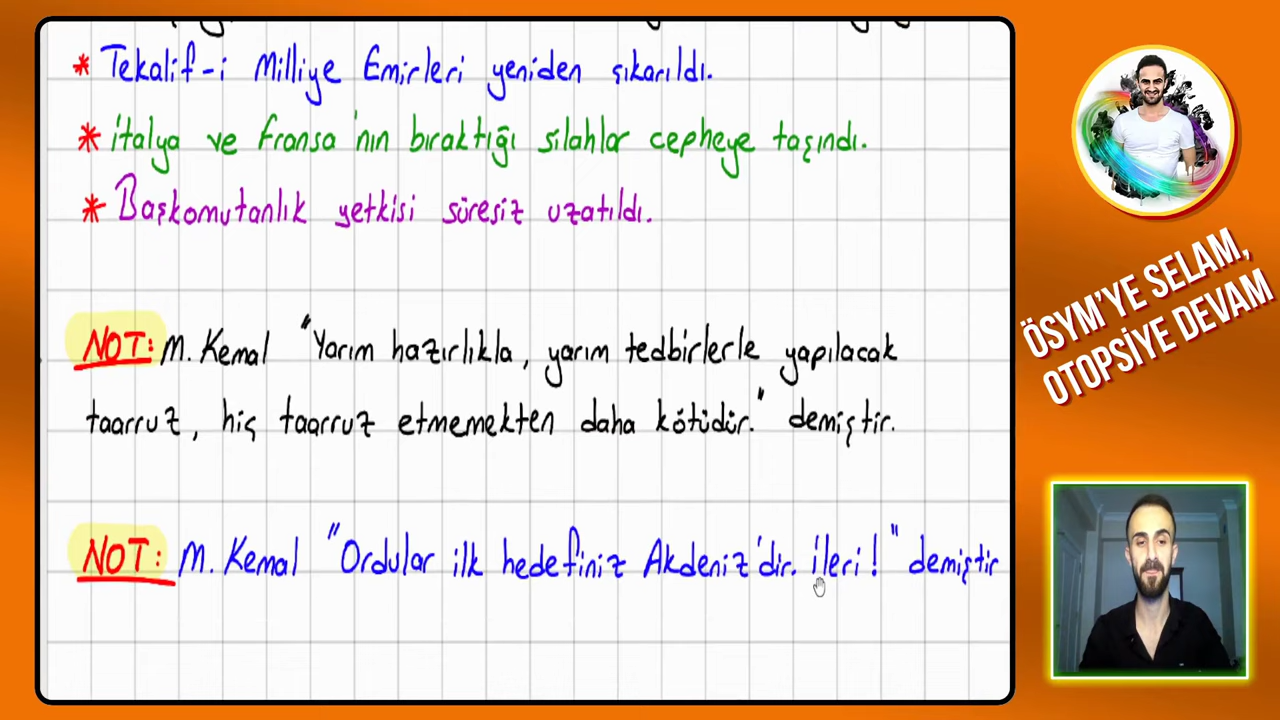 * Tekalif-i Milliye Emirleri yeniden çıkarıldı.
* İtalya ve Fransa'nın bıraktığı silahlar cepheye taşındı.
* Başkomutanlık yetkisi süresiz uzatıldı.
NOT: M. Kemal "Yarım hazırlıkla, yarım tedbirlerle yapılacak
taarruz, hiç taarruz etmemekten daha kötüdür." demiştir.
NOT: M. Kemal "Ordular ilk hedefiniz Akdeniz'dir. İleri!" demiştir
ÖSYM'YE SELAM,
OTOPSİYE DEVAM